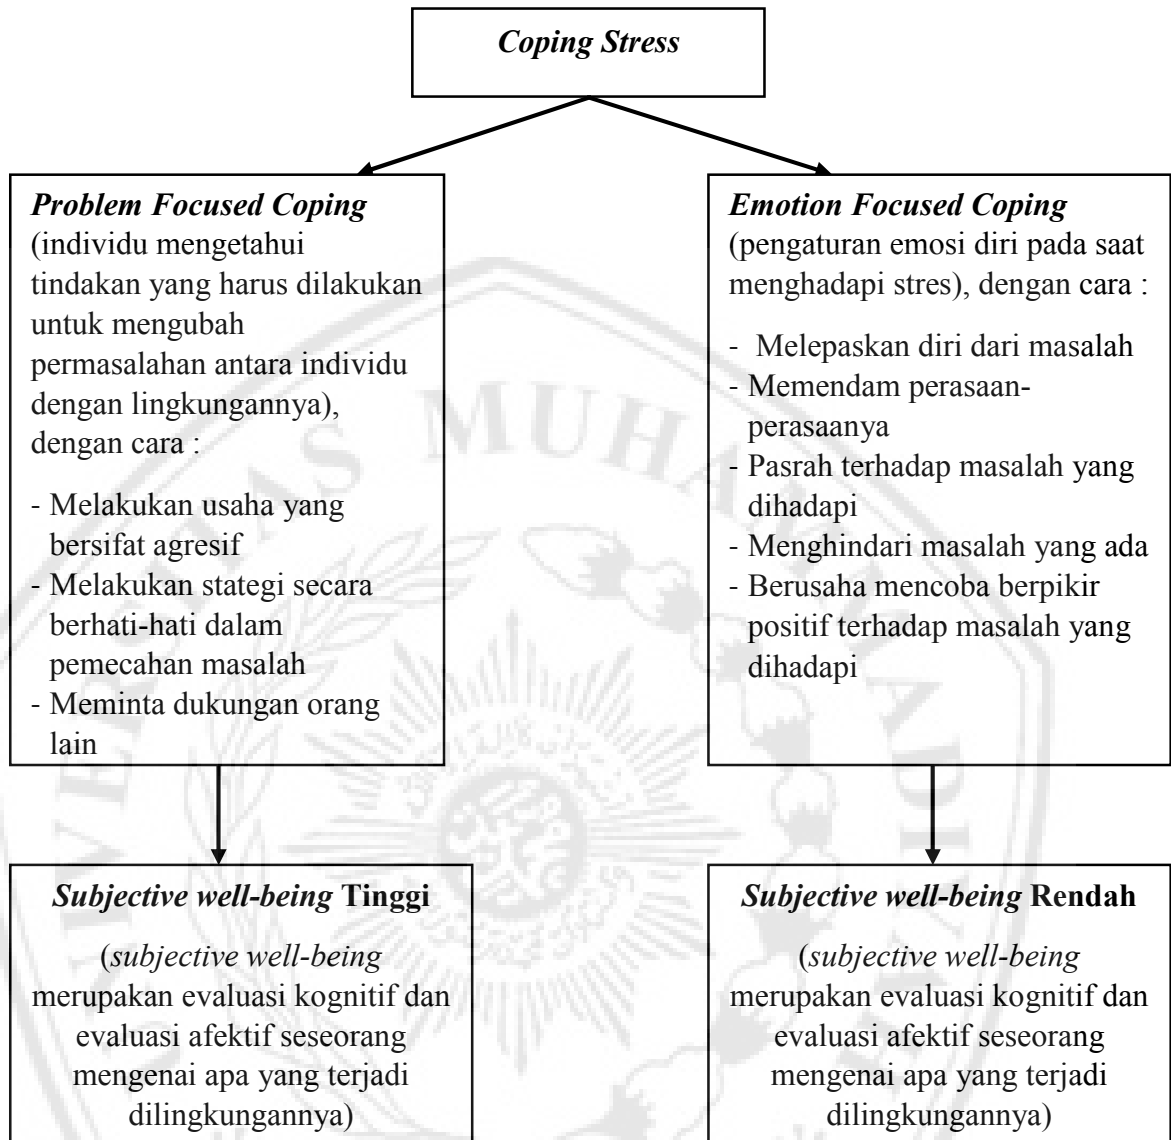 Coping Stress
Problem Focused Coping
(individu mengetahui
tindakan yang harus dilakukan
untuk mengubah
permasalahan antara individu
dengan lingkungannya),
dengan cara :
- Melakukan usaha yang
bersifat agresif
- Melakukan stategi secara
berhati-hati dalam
pemecahan masalah
- Meminta dukungan orang
lain
Emotion Focused Coping
(pengaturan emosi diri pada saat
menghadapi stres), dengan cara :
- Melepaskan diri dari masalah
- Memendam perasaan-
perasaanya
- Pasrah terhadap masalah yang
dihadapi
- Menghindari masalah yang ada
- Berusaha mencoba berpikir
positif terhadap masalah yang
dihadapi
Subjective well-being Tinggi
(subjective well-being
merupakan evaluasi kognitif dan
evaluasi afektif seseorang
mengenai apa yang terjadi
dilingkungannya)
Subjective well-being Rendah
(subjective well-being
merupakan evaluasi kognitif dan
evaluasi afektif seseorang
mengenai apa yang terjadi
dilingkungannya)